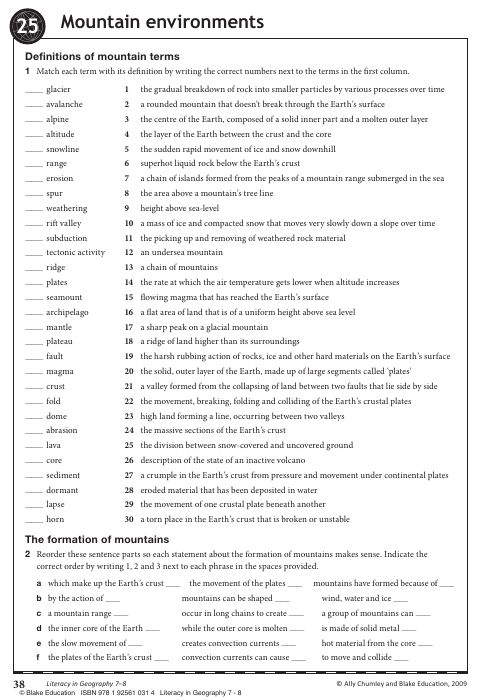 25 Mountain environments
Definitions of mountain terms
1 Match each term with its definition by writing the correct numbers next to the terms in the first column.
____ glacier 1 the gradual breakdown of rock into smaller particles by various processes over time
____ avalanche 2 a rounded mountain that doesn't break through the Earth's surface
____ alpine 3 the centre of the Earth, composed of a solid inner part and a molten outer layer
____ altitude 4 the layer of the Earth between the crust and the core
____ snowline 5 the sudden rapid movement of ice and snow downhill
____ range 6 superhot liquid rock below the Earth's crust
____ erosion 7 a chain of islands formed from the peaks of a mountain range submerged in the sea
____ spur 8 the area above a mountain's tree line
____ weathering 9 height above sea-level
____ rift valley 10 a mass of ice and compacted snow that moves very slowly down a slope over time
____ subduction 11 the picking up and removing of weathered rock material
____ tectonic activity 12 an undersea mountain
____ ridge 13 a chain of mountains
____ plates 14 the rate at which the air temperature gets lower when altitude increases
____ seamount 15 flowing magma that has reached the Earth's surface
____ archipelago 16 a flat area of land that is of a uniform height above sea level
____ mantle 17 a sharp peak on a glacial mountain
____ plateau 18 a ridge of land higher than its surroundings
____ fault 19 the harsh rubbing action of rocks, ice and other hard materials on the Earth's surface
____ magma 20 the solid, outer layer of the Earth, made up of large segments called 'plates'
____ crust 21 a valley formed from the collapsing of land between two faults that lie side by side
____ fold 22 the movement, breaking, folding and colliding of the Earth's crustal plates
____ dome 23 high land forming a line, occurring between two valleys
____ abrasion 24 the massive sections of the Earth's crust
____ lava 25 the division between snow-covered and uncovered ground
____ core 26 description of the state of an inactive volcano
____ sediment 27 a crumple in the Earth's crust from pressure and movement under continental plates
____ dormant 28 eroded material that has been deposited in water
____ lapse 29 the movement of one crustal plate beneath another
____ horn 30 a torn place in the Earth's crust that is broken or unstable
The formation of mountains
2 Reorder these sentence parts so each statement about the formation of mountains makes sense. Indicate the
correct order by writing 1, 2 and 3 next to each phrase in the spaces provided.
a which make up the Earth's crust ___ the movement of the plates ___ mountains have formed because of ___
b by the action of ___ mountains can be shaped ___ wind, water and ice ___
c a mountain range ___ occur in long chains to create ___ a group of mountains can ___
d the inner core of the Earth ___ while the outer core is molten ___ is made of solid metal ___
e the slow movement of ___ creates convection currents ___ hot material from the core ___
f the plates of the Earth's crust ___ convection currents can cause ___ to move and collide ___
38 Literacy in Geography 7–8 © Ally Chumley and Blake Education, 2009
© Blake Education ISBN 978 1 92561 031 4 Literacy in Geography 7 - 8